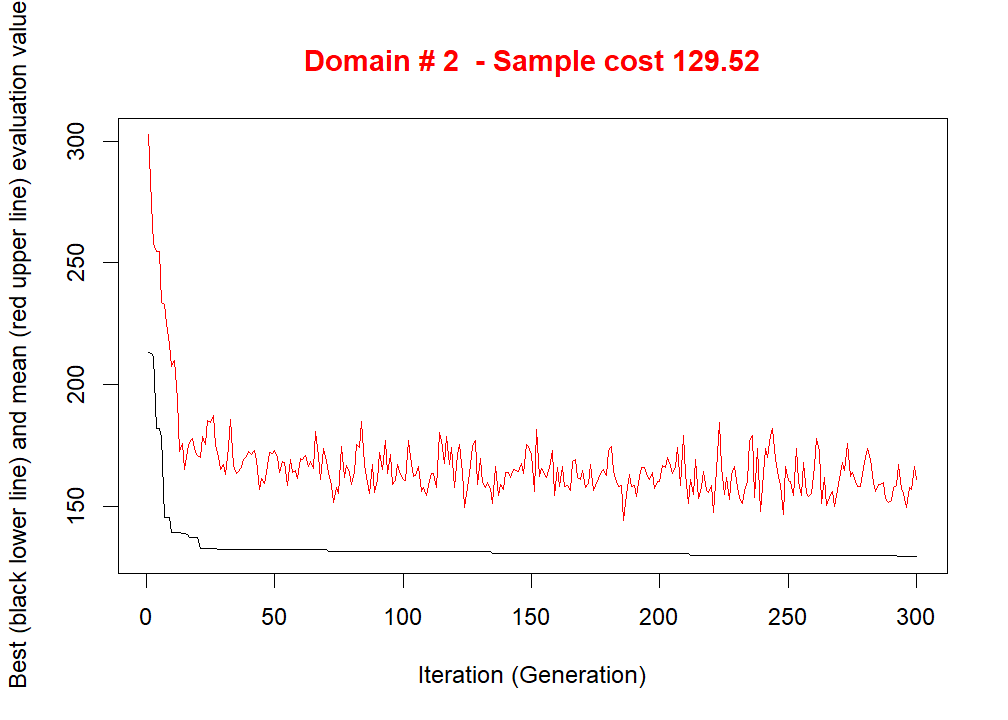 Domain # 2  - Sample cost 129.52
Best (black lower line) and mean (red upper line) evaluation value
300
250
200
150
0 50 100 150 200 250 300
Iteration (Generation)